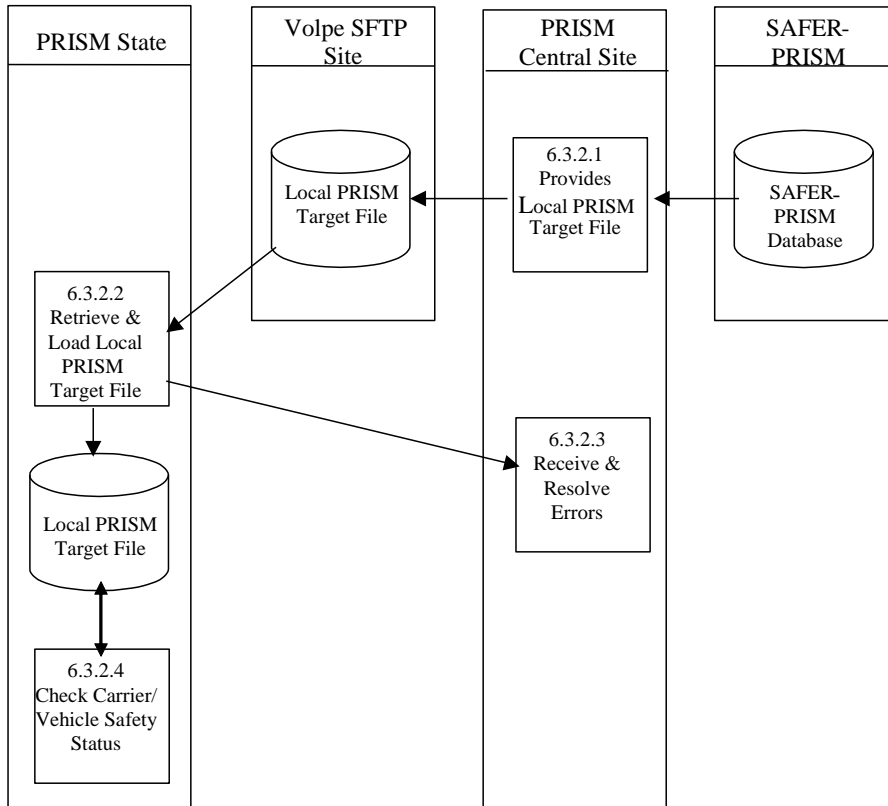 PRISM State
Volpe SFTP
Site
PRISM
Central Site
SAFER-
PRISM
Local PRISM
Target File
6.3.2.1
Provides
Local PRISM
Target File
SAFER-
PRISM
Database
6.3.2.2
Retrieve &
Load Local
PRISM
Target File
6.3.2.3
Receive &
Resolve
Errors
Local PRISM
Target File
6.3.2.4
Check Carrier/
Vehicle Safety
Status